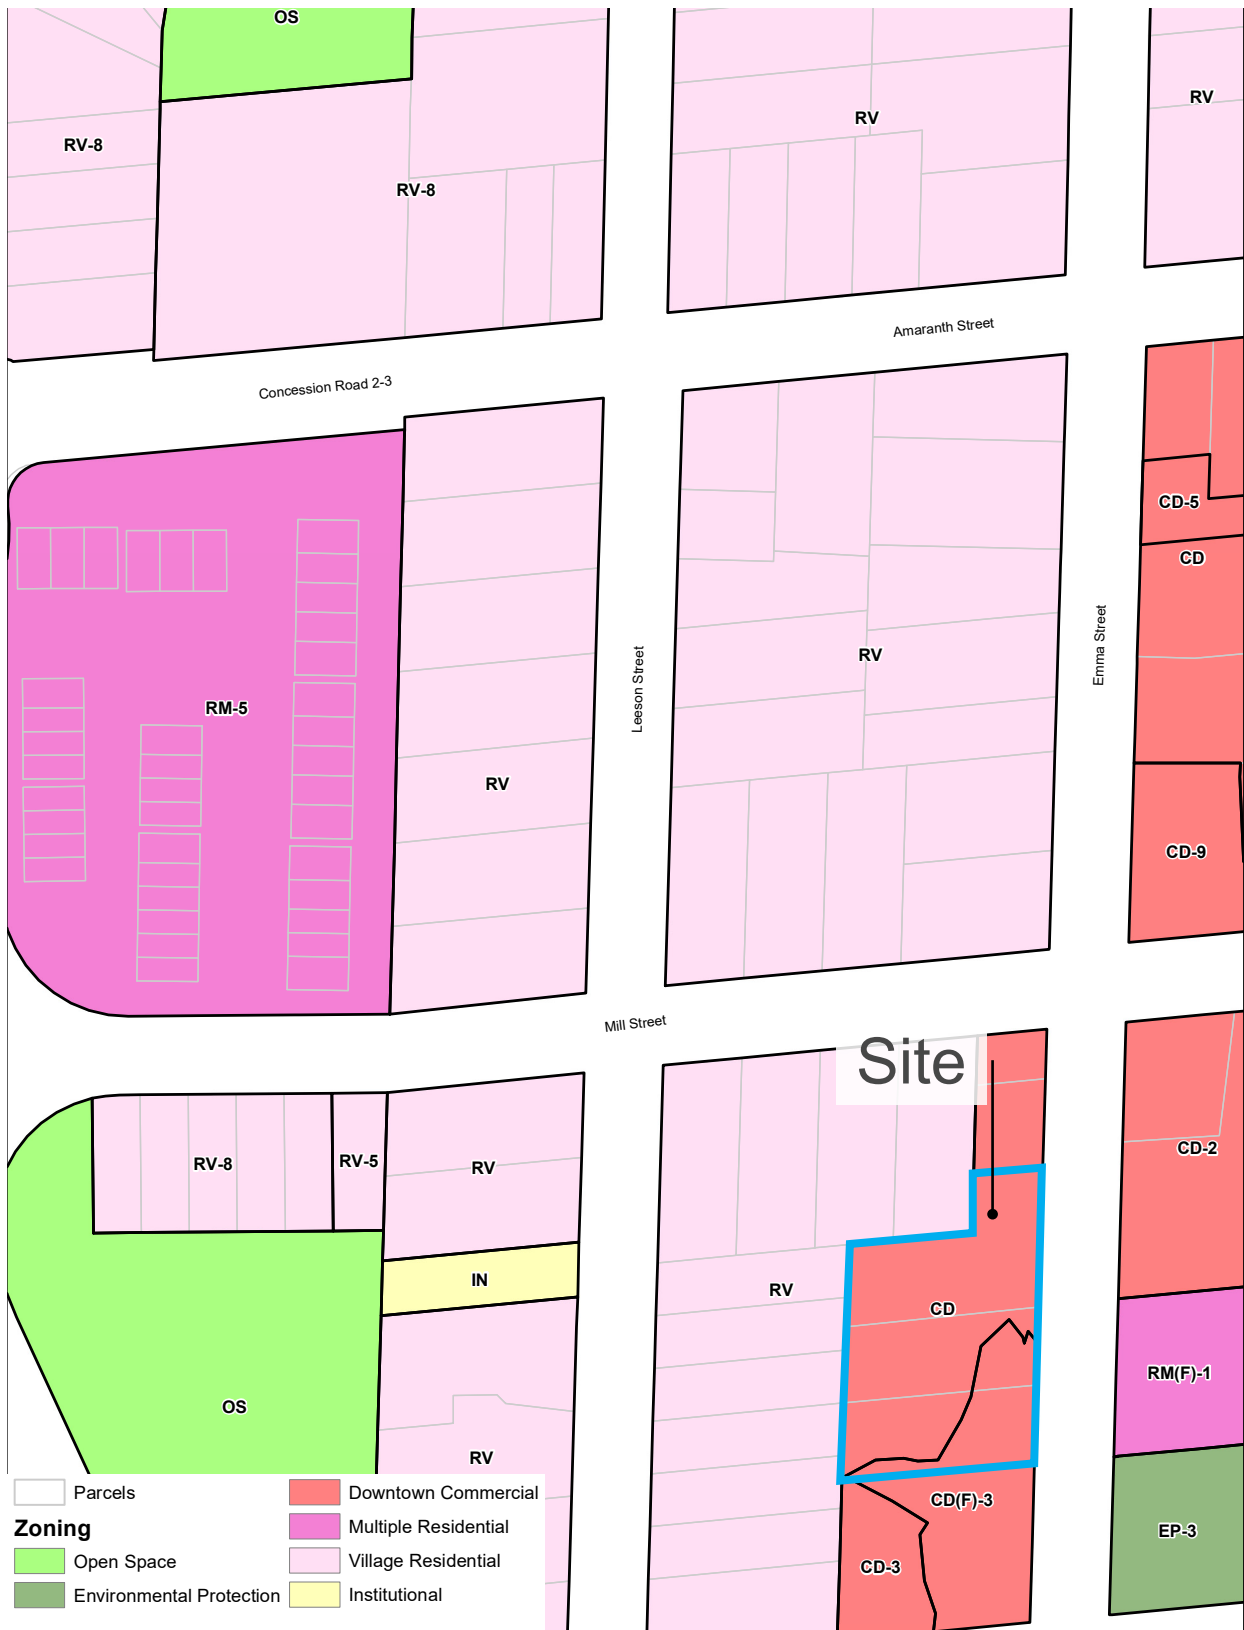 OS
RV
RV
RV-8
RV-8
Amaranth Street
Concession Road 2-3
CD-5
CD
Emma Street
Leeson Street
RV
RM-5
RV
CD-9
Mill Street
Site
CD-2
RV-8
RV-5
RV
IN
RV
CD
RM(F)-1
OS
RV
CD(F)-3
EP-3
CD-3
Parcels
Zoning
Open Space
Environmental Protection
Downtown Commercial
Multiple Residential
Village Residential
Institutional